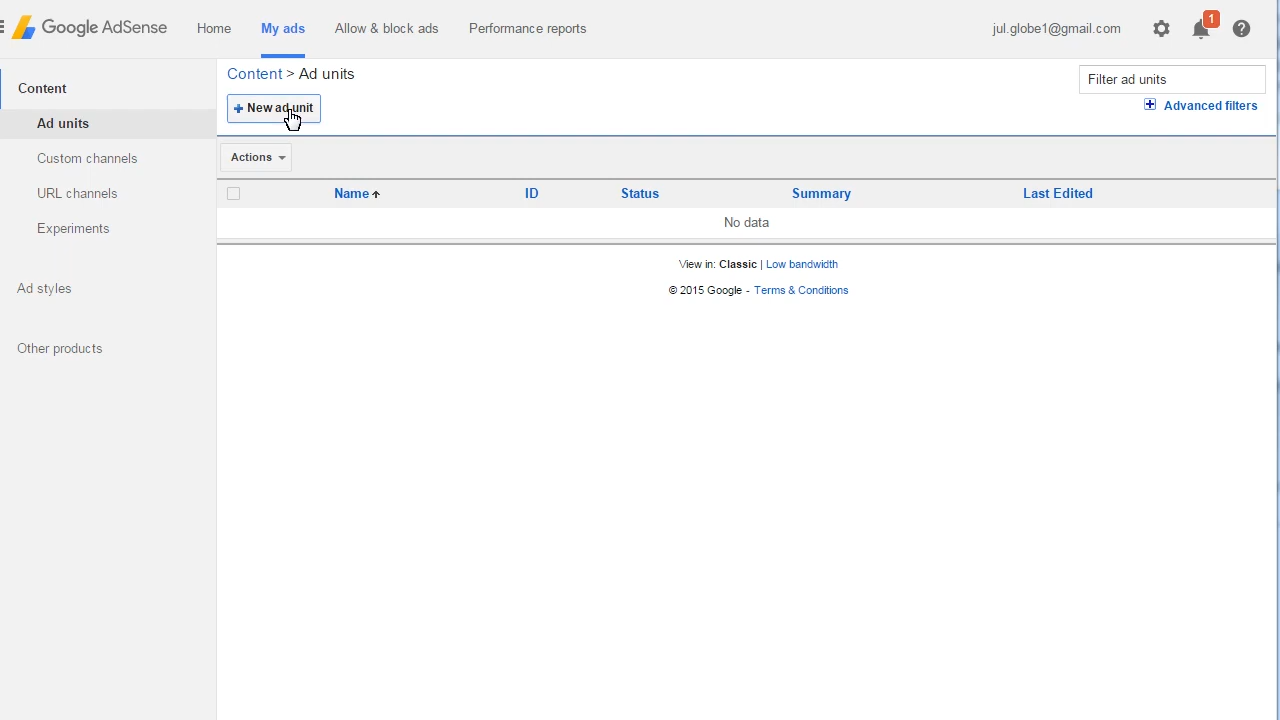 Google AdSense Home My ads Allow & block ads Performance reports jul.globe1@gmail.com 1
Content
Ad units
Custom channels
URL channels
Experiments
Ad styles
Other products
Content > Ad units
Filter ad units
+ New ad unit
Advanced filters
Actions
Name ID Status Summary Last Edited
No data
View in: Classic | Low bandwidth
© 2015 Google - Terms & Conditions